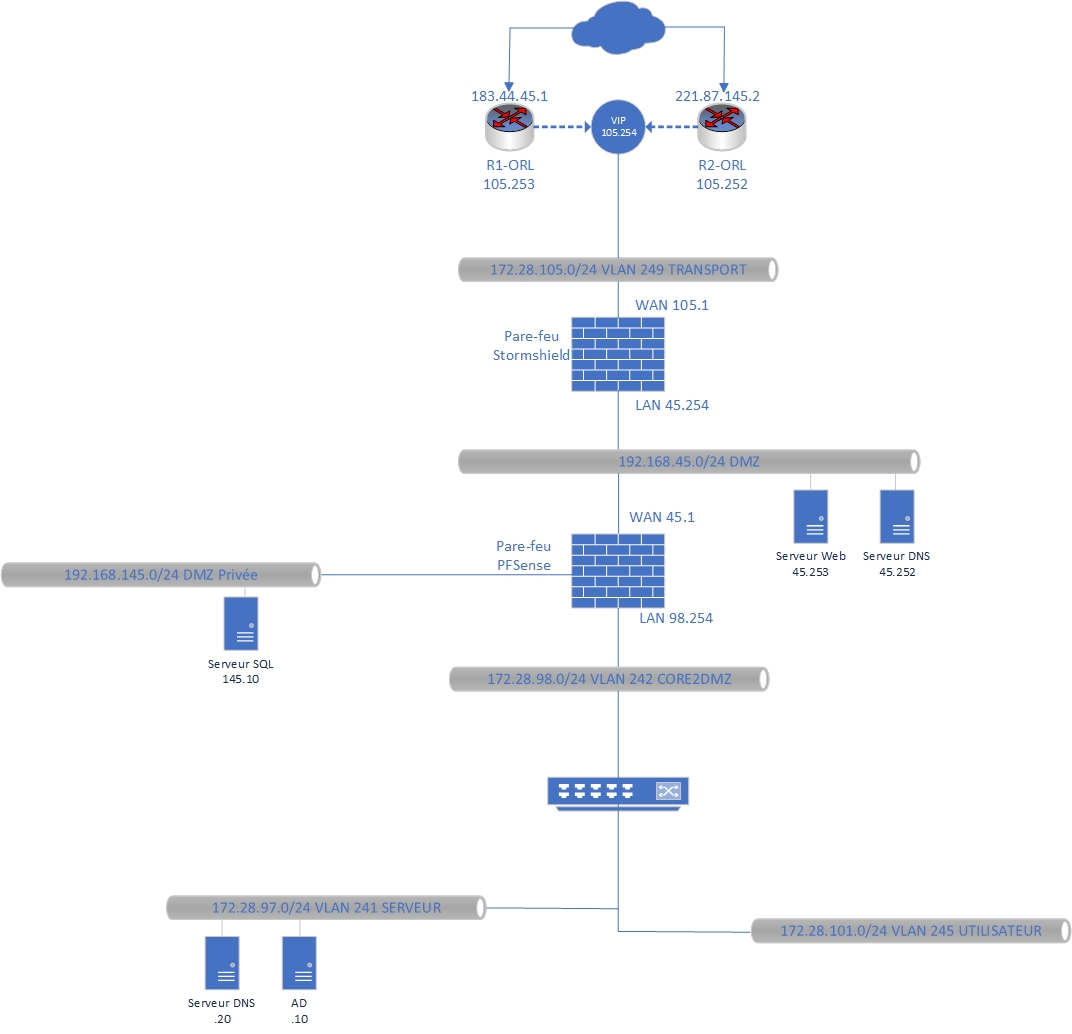 183.44.45.1
221.87.145.2
VIP
105.254
R1-ORL
105.253
R2-ORL
105.252
172.28.105.0/24 VLAN 249 TRANSPORT
WAN 105.1
Pare-feu
Stormshield
LAN 45.254
192.168.45.0/24 DMZ
WAN 45.1
Serveur Web
45.253
Serveur DNS
45.252
Pare-feu
PFSense
192.168.145.0/24 DMZ Privée
LAN 98.254
Serveur SQL
145.10
172.28.98.0/24 VLAN 242 CORE2DMZ
172.28.97.0/24 VLAN 241 SERVEUR
172.28.101.0/24 VLAN 245 UTILISATEUR
Serveur DNS
.20
AD
.10